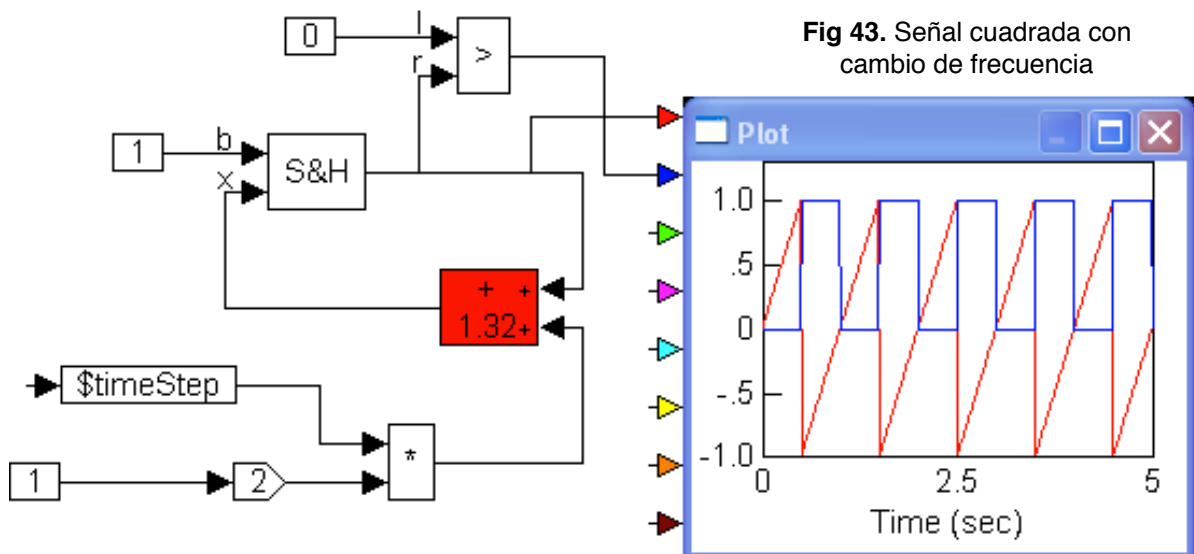 Fig 43. Señal cuadrada con
cambio de frecuencia
0
l
r
>
1
b
x
S&H
+ +
1.32+
$timeStep
1
2
*
Plot
1.0
.5
0
-.5
-1.0
0 2.5 5
Time (sec)